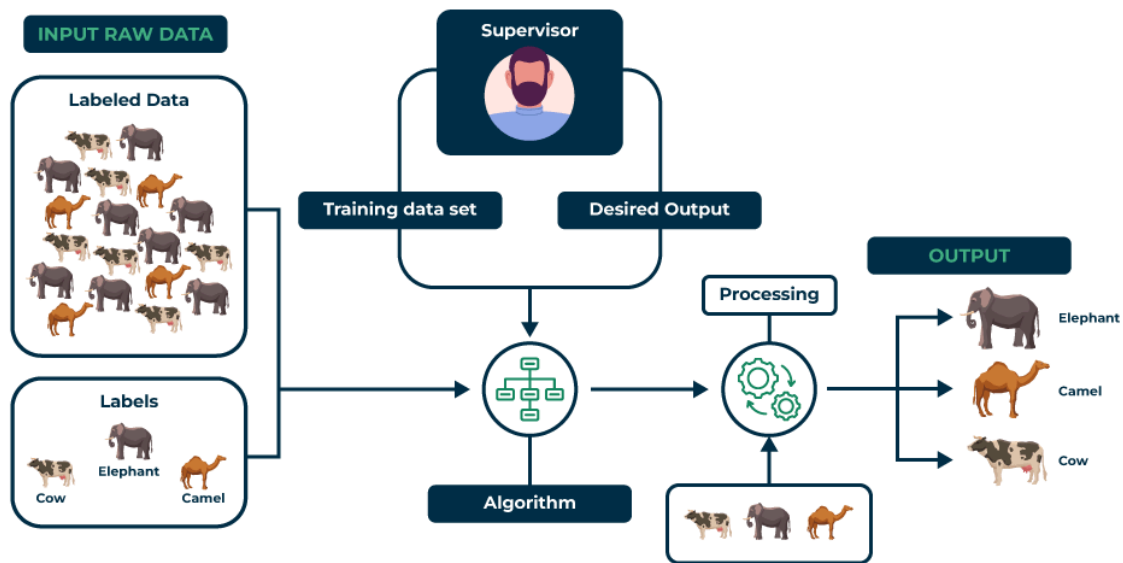 INPUT RAW DATA
Labeled Data
Labels
Elephant
Cow
Camel
Supervisor
Training data set
Desired Output
Algorithm
Processing
OUTPUT
Elephant
Camel
Cow